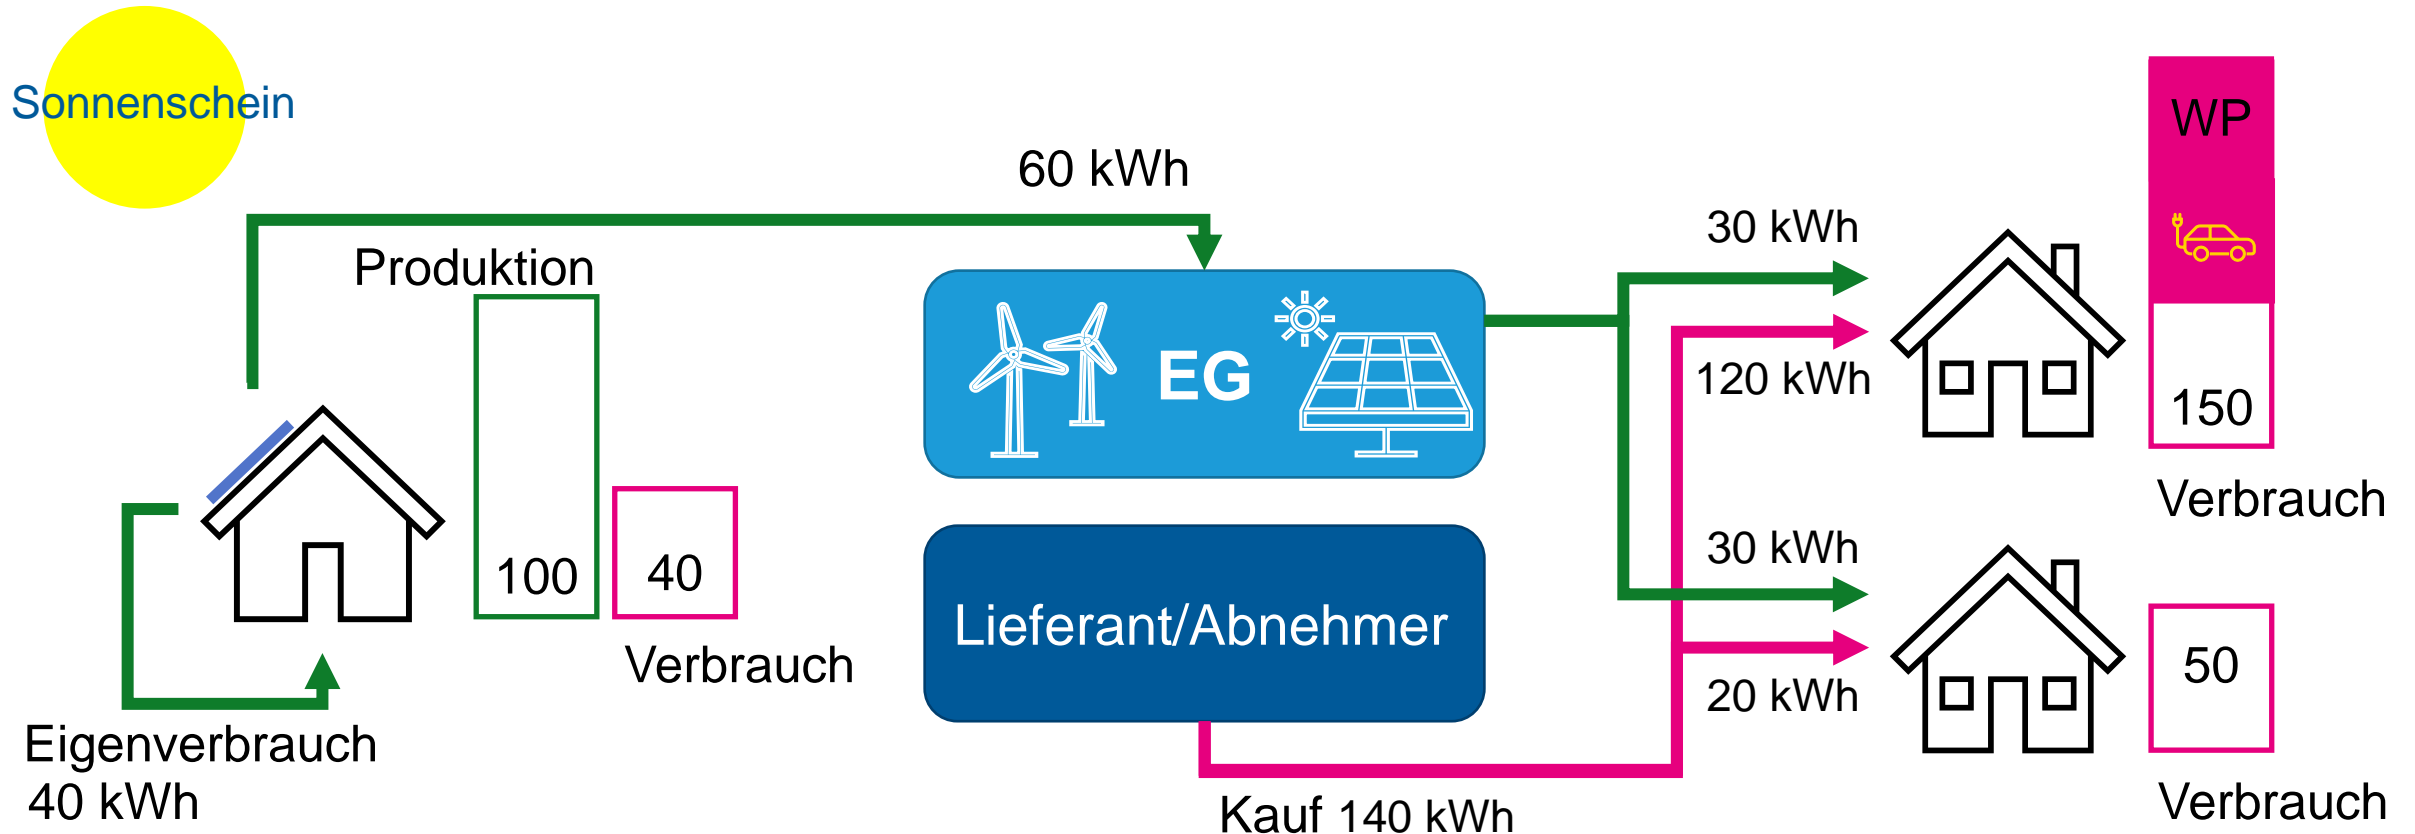 Sonnenschein
60 kWh
Produktion
100
40
Verbrauch
Eigenverbrauch
40 kWh
EG
Lieferant/Abnehmer
Kauf 140 kWh
30 kWh
120 kWh
WP
150
Verbrauch
30 kWh
20 kWh
50
Verbrauch